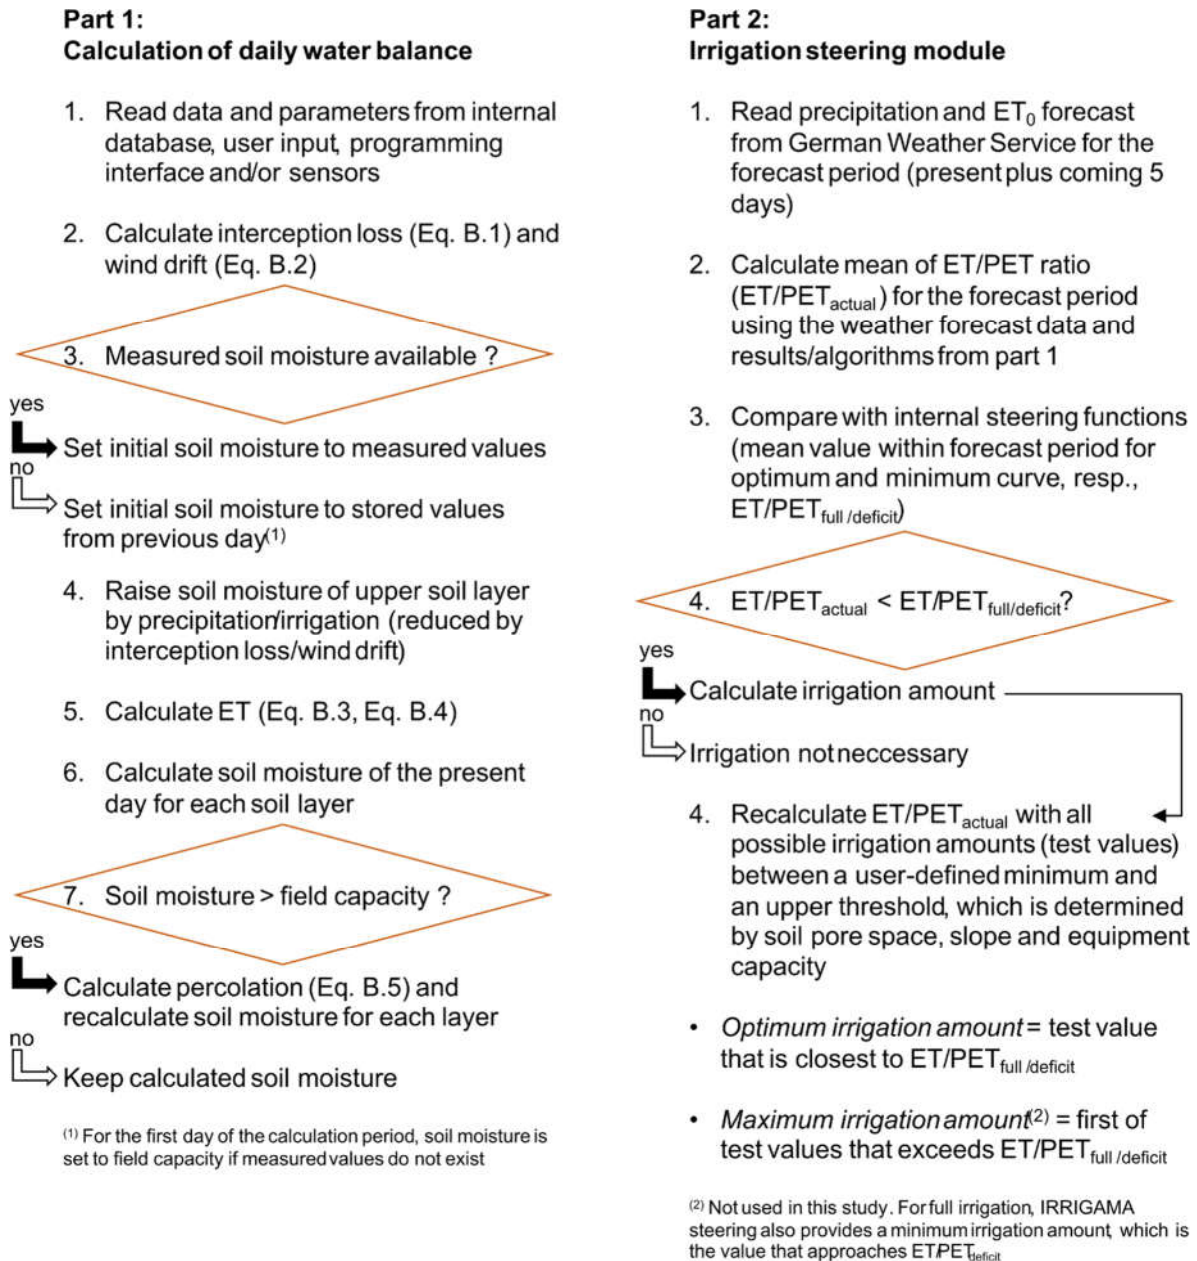 Part 1:
Calculation of daily water balance
1. Read data and parameters from internal
database, user input, programming
interface and/or sensors
2. Calculate interception loss (Eq. B.1) and
wind drift (Eq. B.2)
3. Measured soil moisture available ?
yes
Set initial soil moisture to measured values
no
Set initial soil moisture to stored values
from previous day(1)
4. Raise soil moisture of upper soil layer
by precipitation/irrigation (reduced by
interception loss/wind drift)
5. Calculate ET (Eq. B.3, Eq. B.4)
6. Calculate soil moisture of the present
day for each soil layer
7. Soil moisture > field capacity ?
yes
Calculate percolation (Eq. B.5) and
recalculate soil moisture for each layer
no
Keep calculated soil moisture
(1) For the first day of the calculation period, soil moisture is
set to field capacity if measured values do not exist
Part 2:
Irrigation steering module
1. Read precipitation and ET0 forecast
from German Weather Service for the
forecast period (present plus coming 5
days)
2. Calculate mean of ET/PET ratio
(ET/PETactual) for the forecast period
using the weather forecast data and
results/algorithms from part 1
3. Compare with internal steering functions
(mean value within forecast period for
optimum and minimum curve, resp.,
ET/PETfull /deficit)
4. ET/PETactual < ET/PETfull/deficit?
yes
Calculate irrigation amount
no
Irrigation not neccessary
4. Recalculate ET/PETactual with all
possible irrigation amounts (test values)
between a user-defined minimum and
an upper threshold, which is determined
by soil pore space, slope and equipment
capacity
• Optimum irrigation amount = test value
that is closest to ET/PETfull /deficit
• Maximum irrigation amount(2) = first of
test values that exceeds ET/PETfull /deficit
(2) Not used in this study. For full irrigation, IRRIGAMA
steering also provides a minimum irrigation amount, which is
the value that approaches ET/PETdeficit